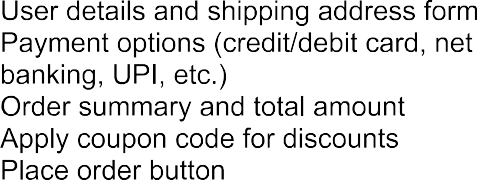 User details and shipping address form
Payment options (credit/debit card, net
banking, UPI, etc.)
Order summary and total amount
Apply coupon code for discounts
Place order button